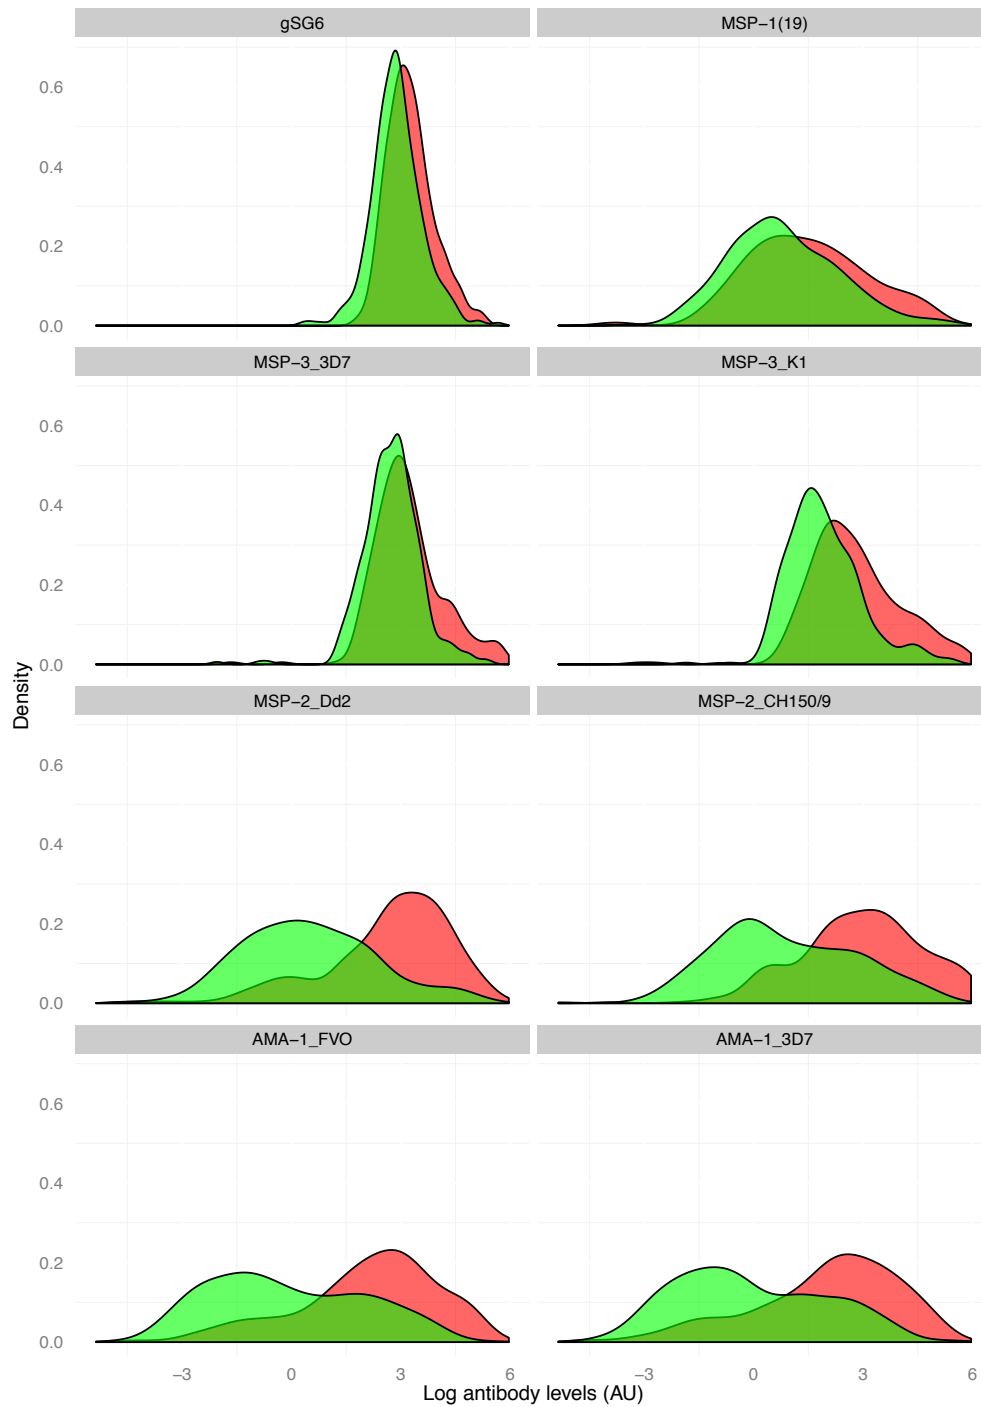 gSG6 MSP−1(19)
0.6
0.4
0.2
0.0
MSP−3_3D7 MSP−3_K1
0.6
0.4
0.2
0.0
Density
MSP−2_Dd2 MSP−2_CH150/9
0.6
0.4
0.2
0.0
AMA−1_FVO AMA−1_3D7
0.6
0.4
0.2
0.0
−3 0 3 6 −3 0 3 6
Log antibody levels (AU)